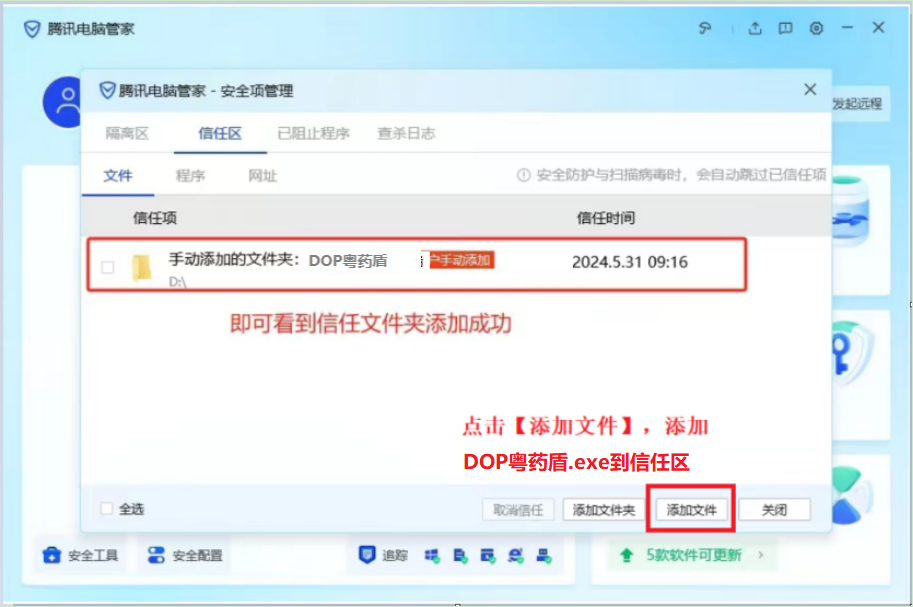 腾讯电脑管家
腾讯电脑管家 - 安全项管理
发起远程
隔离区 信任区 已阻止程序 查杀日志
文件 程序 网址 安全防护与扫描病毒时，会自动跳过已信任项
信任项 信任时间
手动添加的文件夹: DOP粤药盾 户手动添加 2024.5.31 09:16
D:\
即可看到信任文件夹添加成功
点击【添加文件】，添加
DOP粤药盾.exe到信任区
全选 取消信任 添加文件夹 添加文件 关闭
安全工具 安全配置 追踪 5款软件可更新